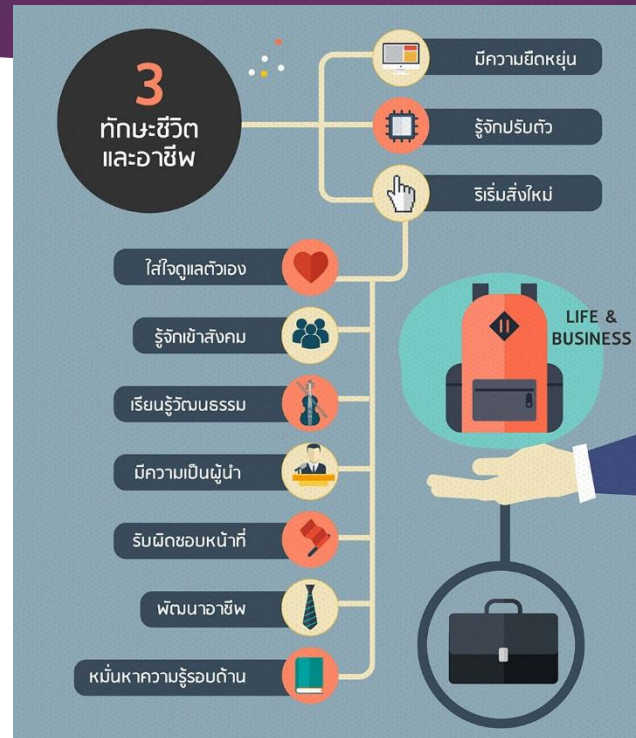 3
ทักษะชีวิต
และอาชีพ
มีความยืดหยุ่น
รู้จักปรับตัว
ริเริ่มสิ่งใหม่
ใส่ใจดูแลตัวเอง
รู้จักเข้าสังคม
เรียนรู้วัฒนธรรม
มีความเป็นผู้นำ
รับผิดชอบหน้าที่
พัฒนาอาชีพ
หมั่นหาความรู้รอบด้าน
LIFE &
BUSINESS